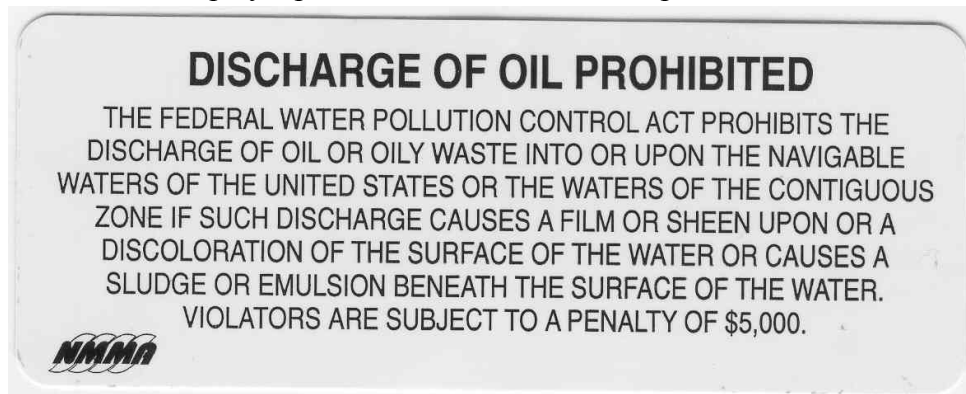 DISCHARGE OF OIL PROHIBITED
THE FEDERAL WATER POLLUTION CONTROL ACT PROHIBITS THE
DISCHARGE OF OIL OR OILY WASTE INTO OR UPON THE NAVIGABLE
WATERS OF THE UNITED STATES OR THE WATERS OF THE CONTIGUOUS
ZONE IF SUCH DISCHARGE CAUSES A FILM OR SHEEN UPON OR A
DISCOLORATION OF THE SURFACE OF THE WATER OR CAUSES A
SLUDGE OR EMULSION BENEATH THE SURFACE OF THE WATER.
VIOLATORS ARE SUBJECT TO A PENALTY OF $5,000.
NMMA